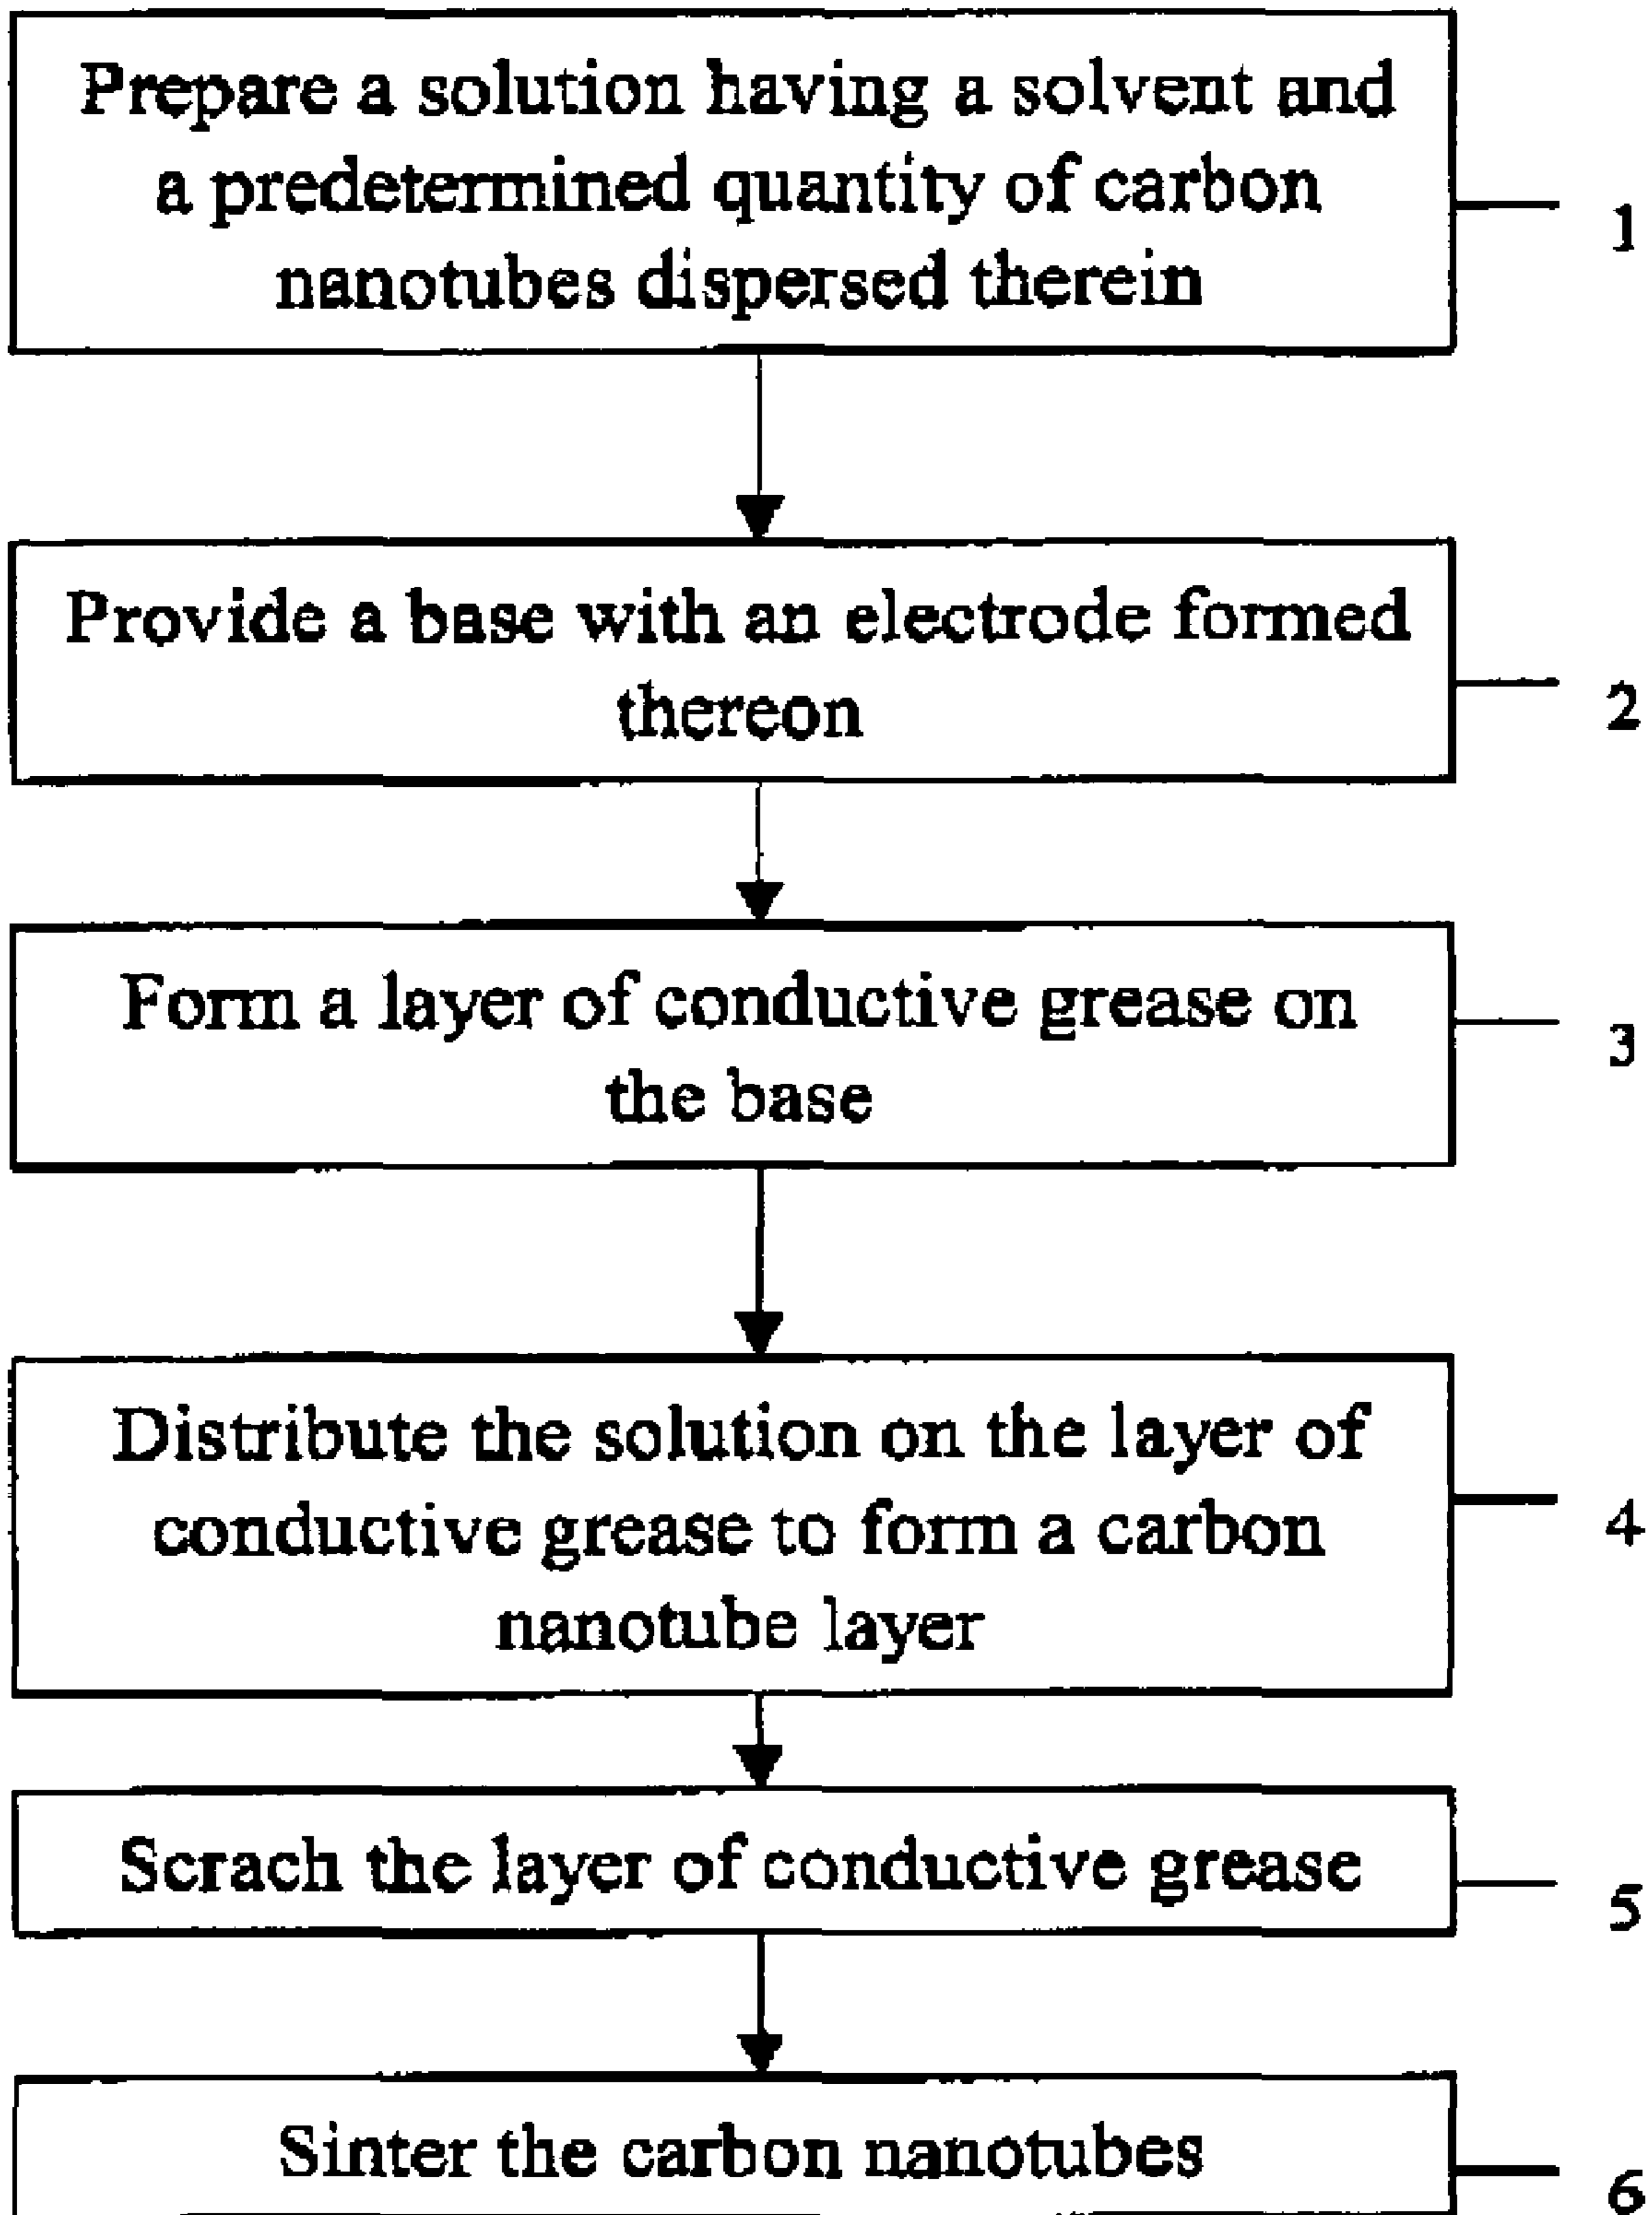 Prepare a solution having a solvent and
a predetermined quantity of carbon
nanotubes dispersed therein
1
Provide a base with an electrode formed
thereon
2
Form a layer of conductive grease on
the base
3
Distribute the solution on the layer of
conductive grease to form a carbon
nanotube layer
4
Scrach the layer of conductive grease
5
Sinter the carbon nanotubes
6